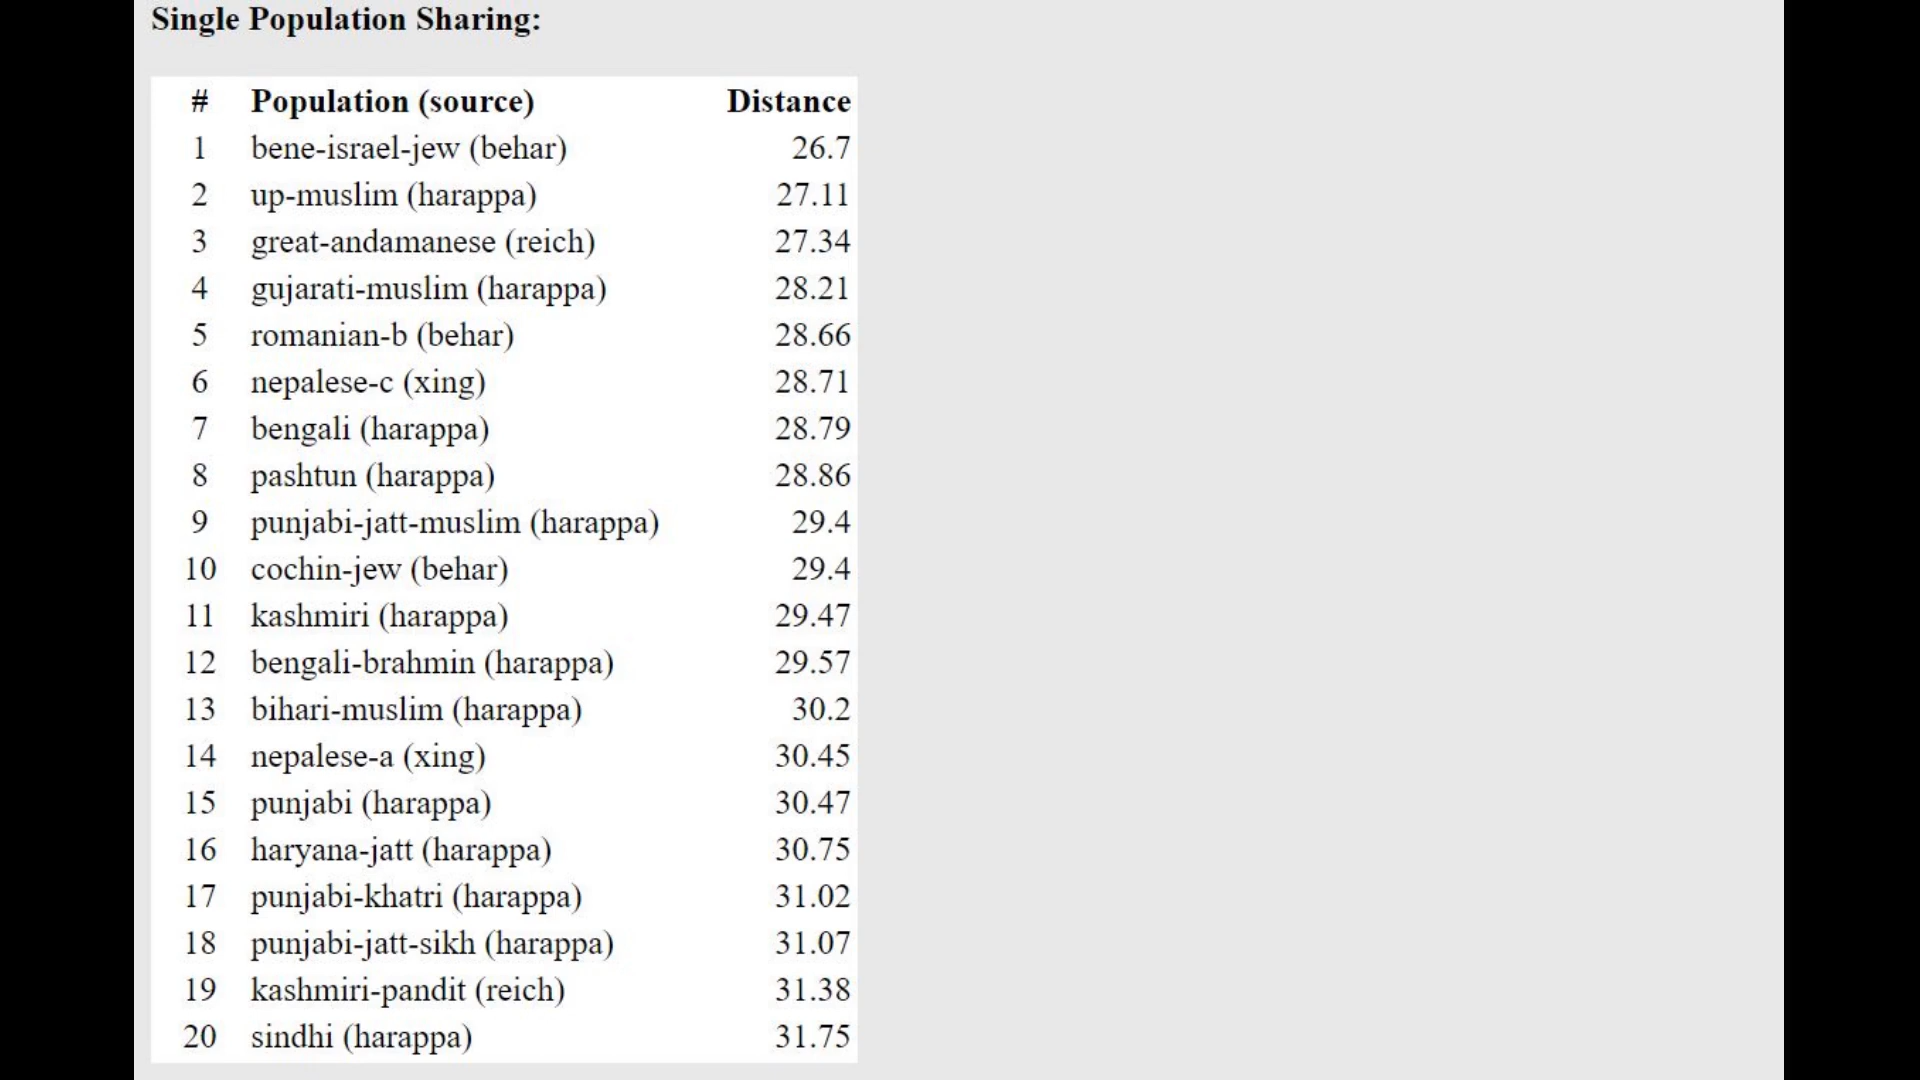 Single Population Sharing:
# Population (source) Distance
1 bene-israel-jew (behar) 26.7
2 up-muslim (harappa) 27.11
3 great-andamanese (reich) 27.34
4 gujarati-muslim (harappa) 28.21
5 romanian-b (behar) 28.66
6 nepalese-c (xing) 28.71
7 bengali (harappa) 28.79
8 pashtun (harappa) 28.86
9 punjabi-jatt-muslim (harappa) 29.4
10 cochin-jew (behar) 29.4
11 kashmiri (harappa) 29.47
12 bengali-brahmin (harappa) 29.57
13 bihari-muslim (harappa) 30.2
14 nepalese-a (xing) 30.45
15 punjabi (harappa) 30.47
16 haryana-jatt (harappa) 30.75
17 punjabi-khatri (harappa) 31.02
18 punjabi-jatt-sikh (harappa) 31.07
19 kashmiri-pandit (reich) 31.38
20 sindhi (harappa) 31.75